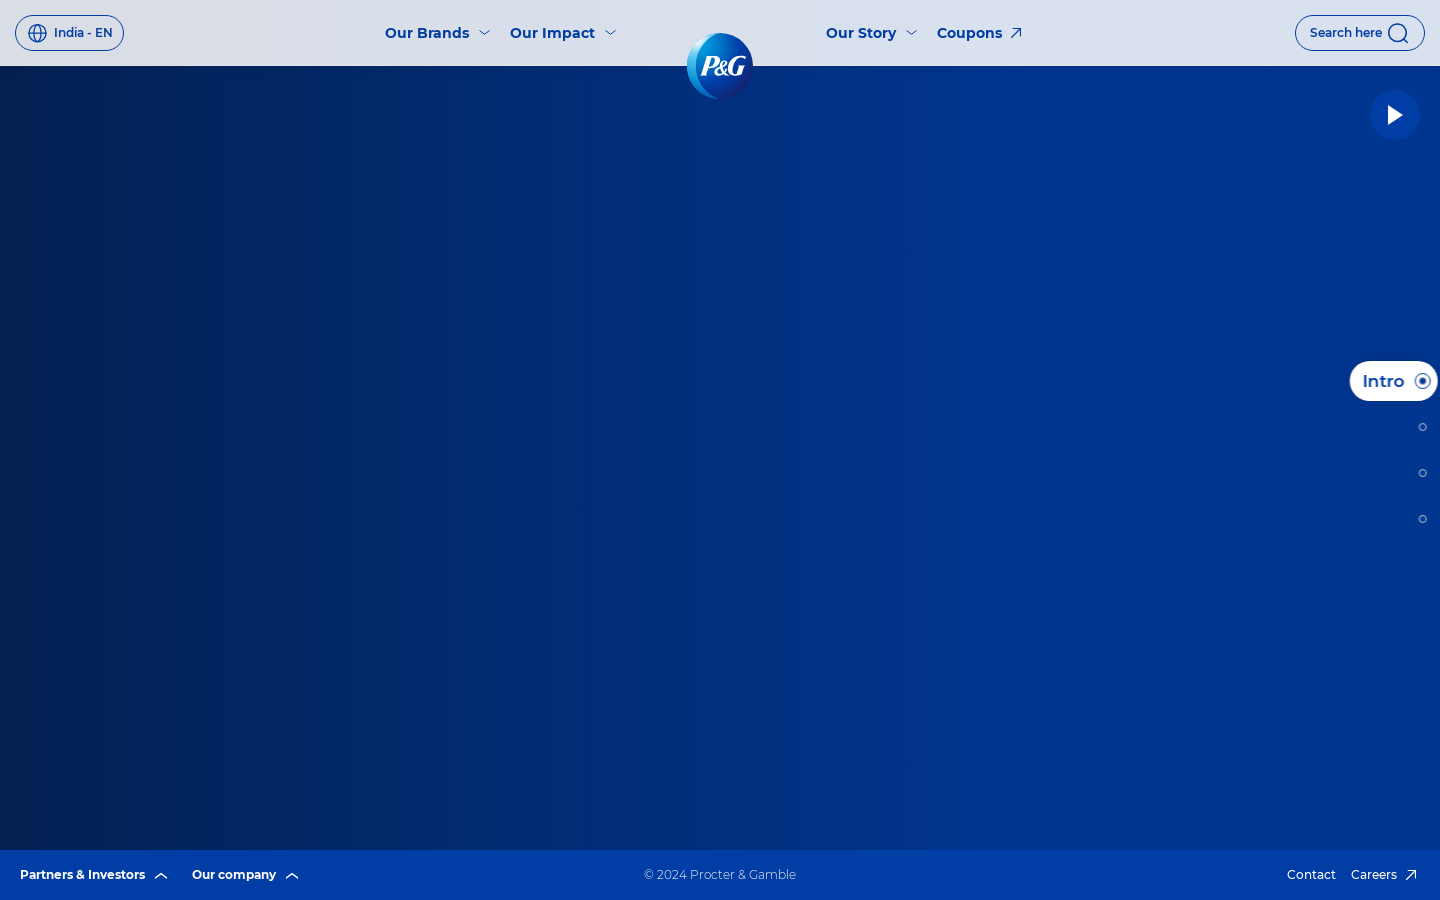 India - EN
Our Brands
Our Impact
P&G
Our Story
Coupons
Search here
Intro
Partners & Investors
Our company
© 2024 Procter & Gamble
Contact
Careers